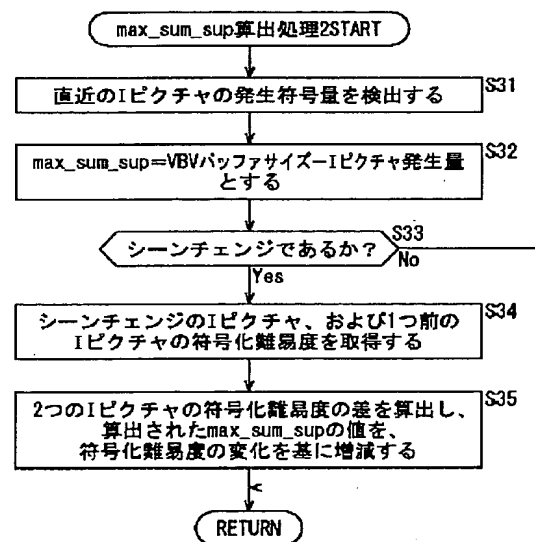 max_sum_sup算出処理2START
S31
直近のIピクチャの発生符号量を検出する
S32
max_sum_sup＝VBVバッファサイズーIピクチャ発生量
とする
S33
シーンチェンジであるか？
No
Yes
S34
シーンチェンジのIピクチャ、および1つ前の
Iピクチャの符号化難易度を取得する
S35
2つのIピクチャの符号化難易度の差を算出し、
算出されたmax_sum_supの値を、
符号化難易度の変化を基に増減する
RETURN